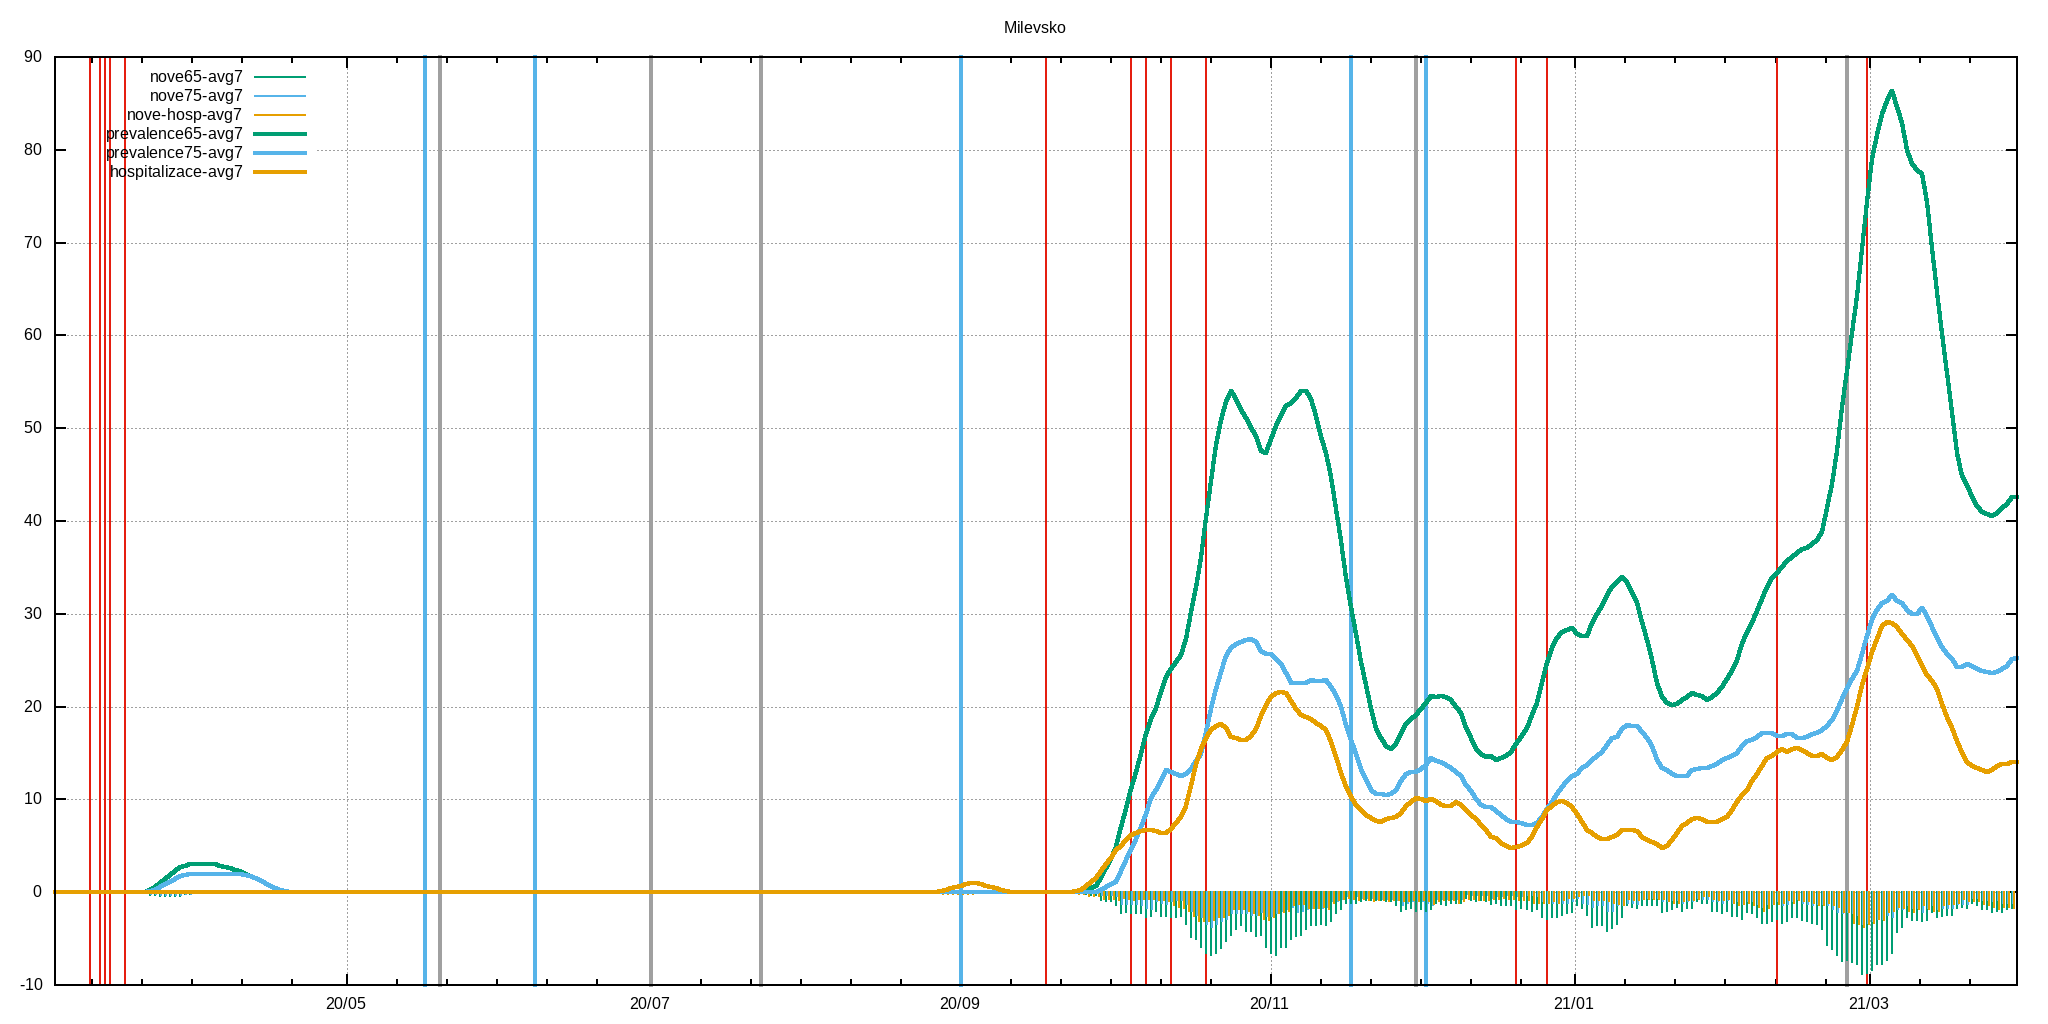 Milevsko
nove65-avg7
nove75-avg7
nove-hosp-avg7
prevalence65-avg7
prevalence75-avg7
hospitalizace-avg7
90
80
70
60
50
40
30
20
10
0
-10
20/05 20/07 20/09 20/11 21/01 21/03